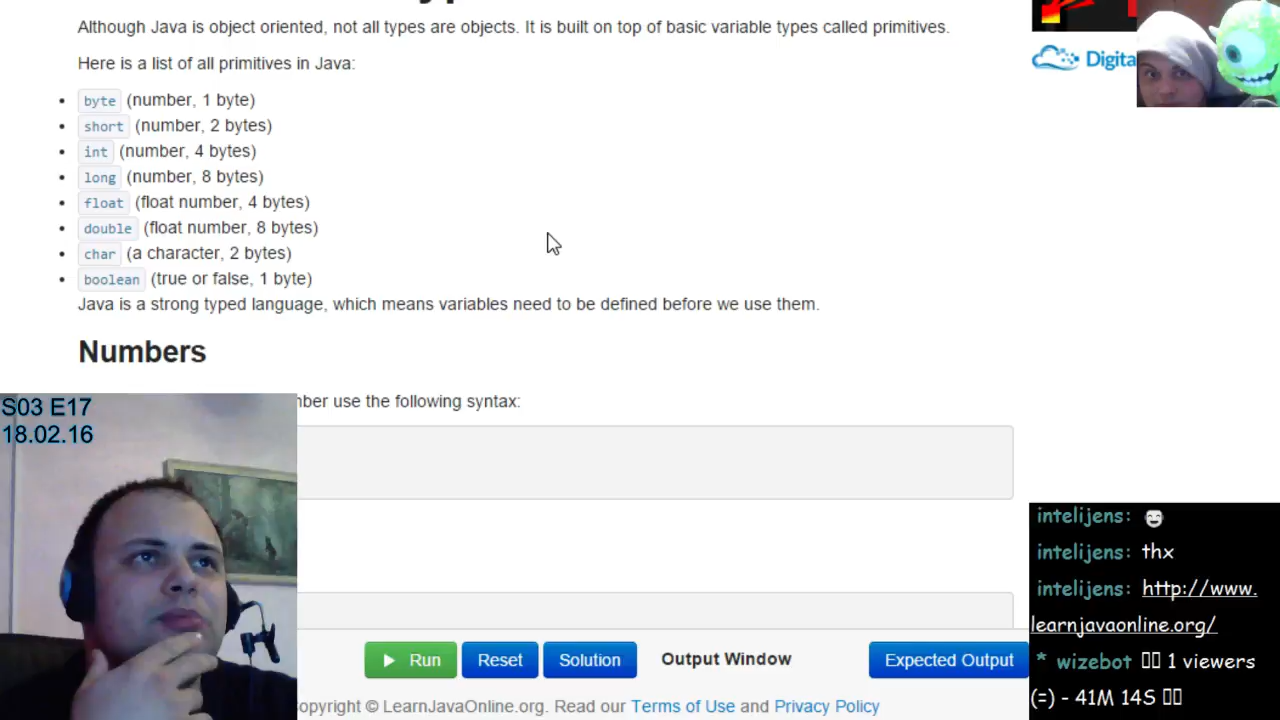 Although Java is object oriented, not all types are objects. It is built on top of basic variable types called primitives.
Here is a list of all primitives in Java:
• byte (number, 1 byte)
• short (number, 2 bytes)
• int (number, 4 bytes)
• long (number, 8 bytes)
• float (float number, 4 bytes)
• double (float number, 8 bytes)
• char (a character, 2 bytes)
• boolean (true or false, 1 byte)
Java is a strong typed language, which means variables need to be defined before we use them.
Numbers
use the following syntax:
Run Reset Solution Output Window Expected Output
© LearnJavaOnline.org. Read our Terms of Use and Privacy Policy
S03 E17
18.02.16
intelijens:
intelijens: thx
intelijens: http://www.
learnjavaonline.org/
* wizebot 1 viewers
(=) - 41M 14S